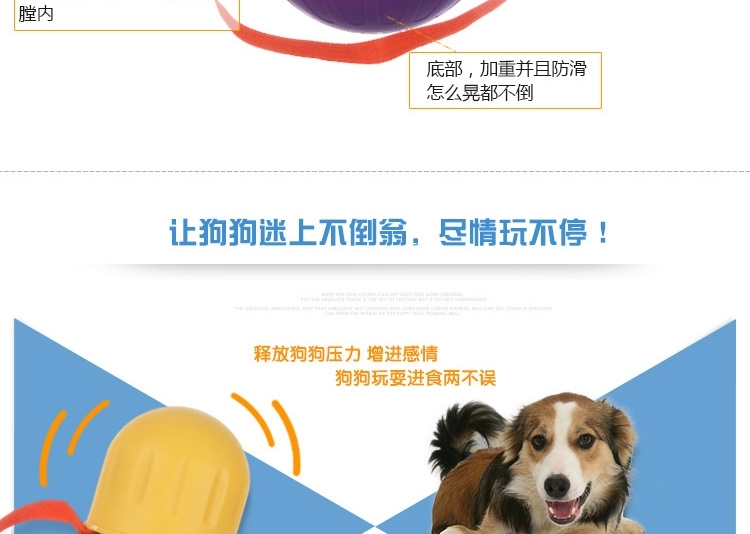 膛内
底部，加重并且防滑
怎么晃都不倒
让狗狗迷上不倒翁，尽情玩不停！
释放狗狗压力 增进感情
狗狗玩耍进食两不误